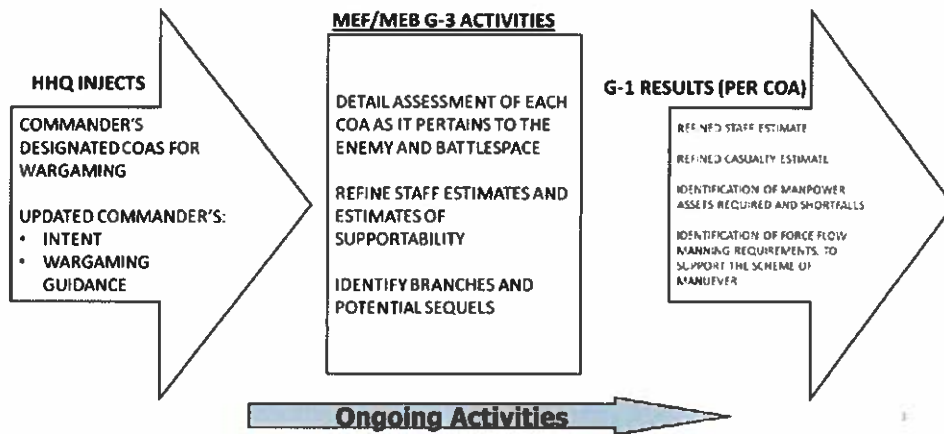 MEF/MEB G-3 ACTIVITIES
HHQ INJECTS
COMMANDER'S
DESIGNATED COAS FOR
WARGAMING
UPDATED COMMANDER'S:
• INTENT
• WARGAMING
GUIDANCE
DETAIL ASSESSMENT OF EACH
COA AS IT PERTAINS TO THE
ENEMY AND BATTLESPACE
REFINE STAFF ESTIMATES AND
ESTIMATES OF
SUPPORTABILITY
IDENTIFY BRANCHES AND
POTENTIAL SEQUELS
G-1 RESULTS (PER COA)
REFINED STAFF ESTIMATE
REFINED CASUALTY ESTIMATE
IDENTIFICATION OF MANPOWER
ASSETS REQUIRED AND SHORTFALLS
IDENTIFICATION OF FORCE FLOW
MANNING REQUIREMENTS, TO
SUPPORT THE SCHEME OF
MANUEVER
Ongoing Activities